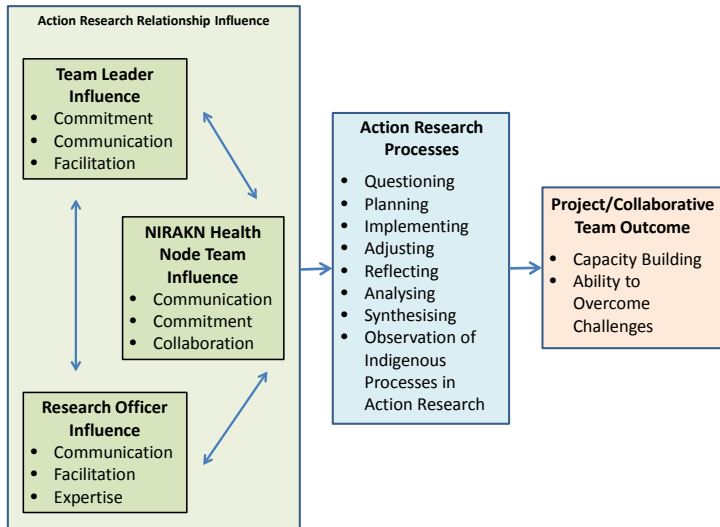 Action Research Relationship Influence
Team Leader
Influence
• Commitment
• Communication
• Facilitation
NIRAKN Health
Node Team
Influence
• Communication
• Commitment
• Collaboration
Research Officer
Influence
• Communication
• Facilitation
• Expertise
Action Research
Processes
• Questioning
• Planning
• Implementing
• Adjusting
• Reflecting
• Analysing
• Synthesising
• Observation of
Indigenous
Processes in
Action Research
Project/Collaborative
Team Outcome
• Capacity Building
• Ability to
Overcome
Challenges